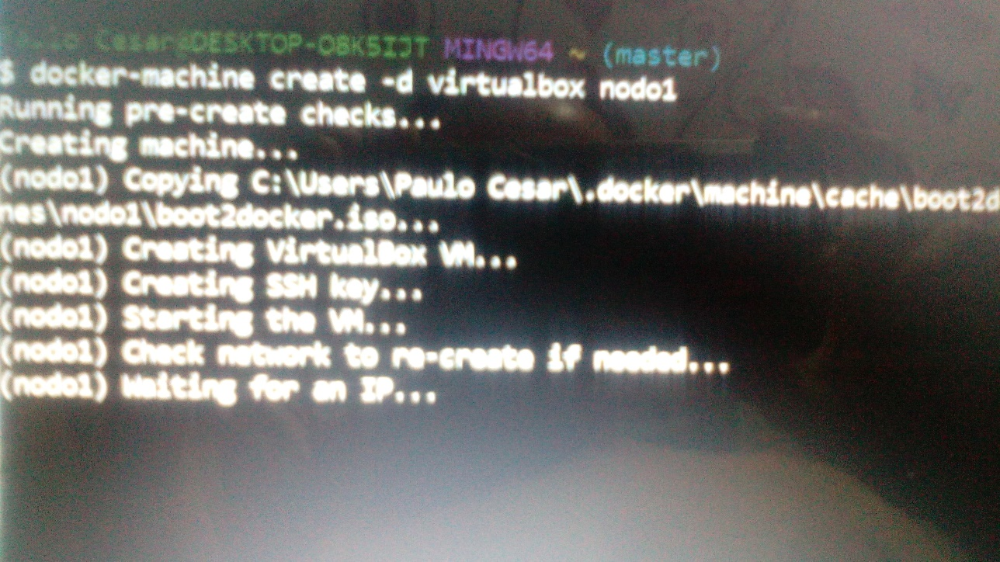 Cesar@DESKTOP-O8K5IJT MINGW64 ~ (master)
$ docker-machine create -d virtualbox nodo1
Running pre-create checks...
Creating machine...
(nodo1) Copying C:\Users\Paulo Cesar\.docker\machine\cache\boot2d
nes\nodo1\boot2docker.iso...
(nodo1) Creating VirtualBox VM...
(nodo1) Creating SSH key...
(nodo1) Starting the VM...
(nodo1) Check network to re-create if needed...
(nodo1) Waiting for an IP...